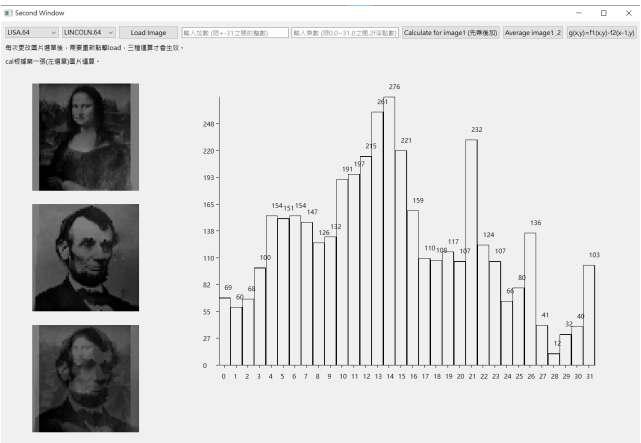 Second Window
LISA.64 LINCOLN.64 Load Image 輸入加數 (限+-31之間的整數) 輸入乘數 (限0.0~31.0之間.2f浮點數) Calculate for image1 (先乘後加) Average image1 ,2 g(x,y)=f1(x,y)-f2(x-1,y)
每次更改圖片選單後，需要重新點擊load，三種運算才會生效。
cal根據第一張(左選單)圖片運算。
276
261
248
232
220 221
215
197
193 191
165 159
154 151 154 147
138 132 136
126 124
110 110 108 117 107 107
100 103
82 80
69 60 68 66
55
41 40
27 32
12
0
0 1 2 3 4 5 6 7 8 9 10 11 12 13 14 15 16 17 18 19 20 21 22 23 24 25 26 27 28 29 30 31